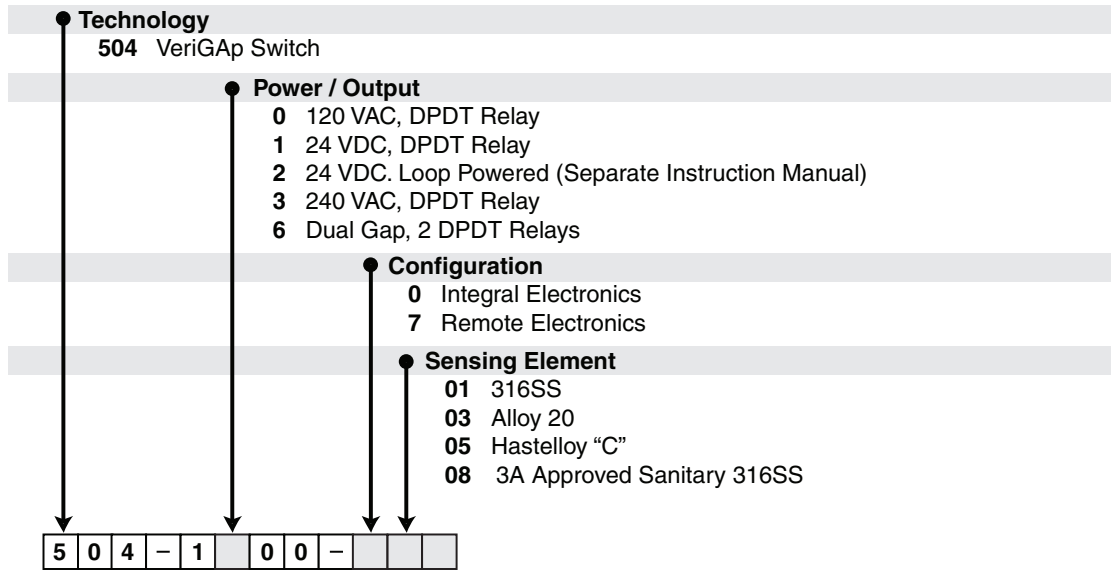 Technology
504 VeriGAp Switch
Power / Output
0 120 VAC, DPDT Relay
1 24 VDC, DPDT Relay
2 24 VDC. Loop Powered (Separate Instruction Manual)
3 240 VAC, DPDT Relay
6 Dual Gap, 2 DPDT Relays
Configuration
0 Integral Electronics
7 Remote Electronics
Sensing Element
01 316SS
03 Alloy 20
05 Hastelloy “C”
08 3A Approved Sanitary 316SS
5 0 4 – 1 0 0 –